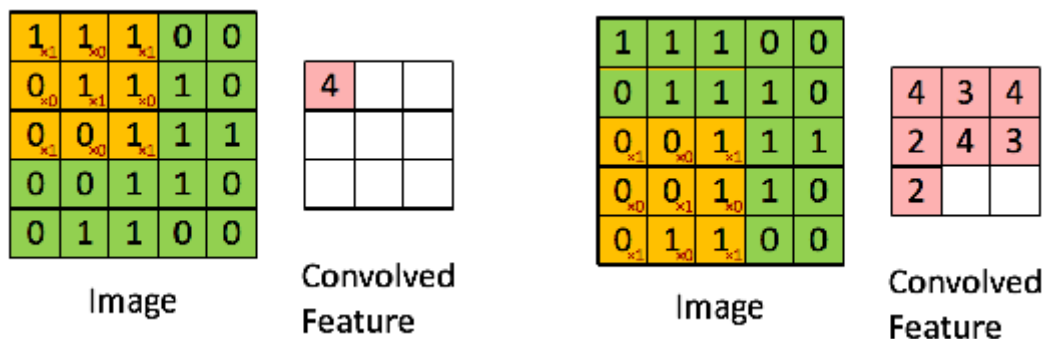 1×1 1×0 1×1 0 0
0×0 1×1 1×0 1 0
0×1 0×0 1×1 1 1
0 0 1 1 0
0 1 1 0 0
Image
4
Convolved
Feature
1 1 1 0 0
0 1 1 1 0
0×1 0×0 1×1 1 1
0×0 0×1 1×0 1 0
0×1 1×0 1×1 0 0
Image
4 3 4
2 4 3
2
Convolved
Feature